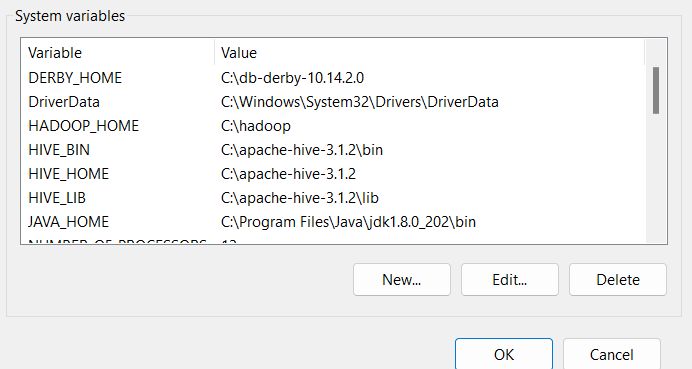 System variables
Variable Value
DERBY_HOME C:\db-derby-10.14.2.0
DriverData C:\Windows\System32\Drivers\DriverData
HADOOP_HOME C:\hadoop
HIVE_BIN C:\apache-hive-3.1.2\bin
HIVE_HOME C:\apache-hive-3.1.2
HIVE_LIB C:\apache-hive-3.1.2\lib
JAVA_HOME C:\Program Files\Java\jdk1.8.0_202\bin
NUMBER_OF_PROCESSORS 12
New... Edit... Delete
OK Cancel